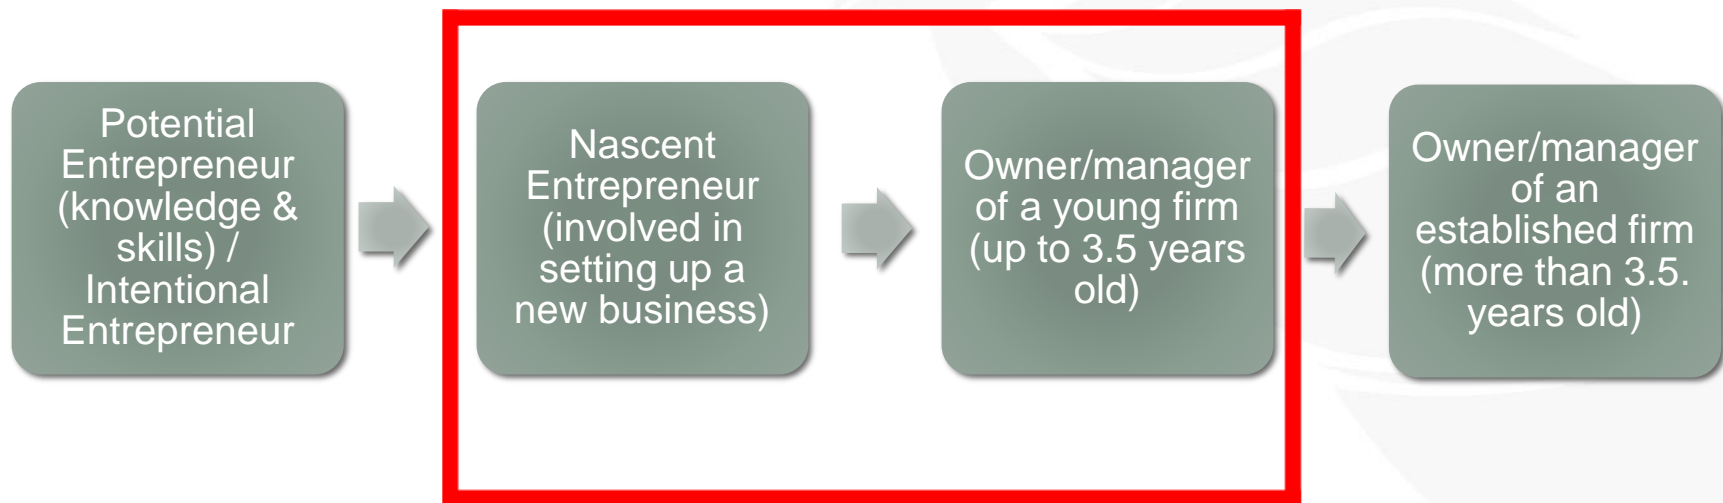 Potential
Entrepreneur
(knowledge &
skills) /
Intentional
Entrepreneur
Nascent
Entrepreneur
(involved in
setting up a
new business)
Owner/manager
of a young firm
(up to 3.5 years
old)
Owner/manager
of an
established firm
(more than 3.5.
years old)